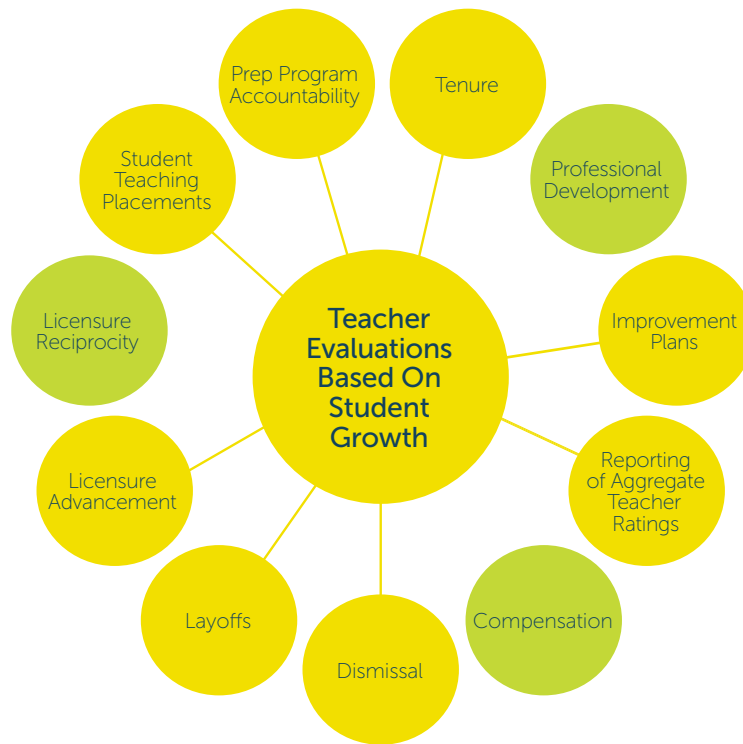 Prep Program
Accountability
Tenure
Student
Teaching
Placements
Professional
Development
Licensure
Reciprocity
Teacher
Evaluations
Based On
Student
Growth
Improvement
Plans
Licensure
Advancement
Reporting
of Aggregate
Teacher
Ratings
Layoffs
Compensation
Dismissal